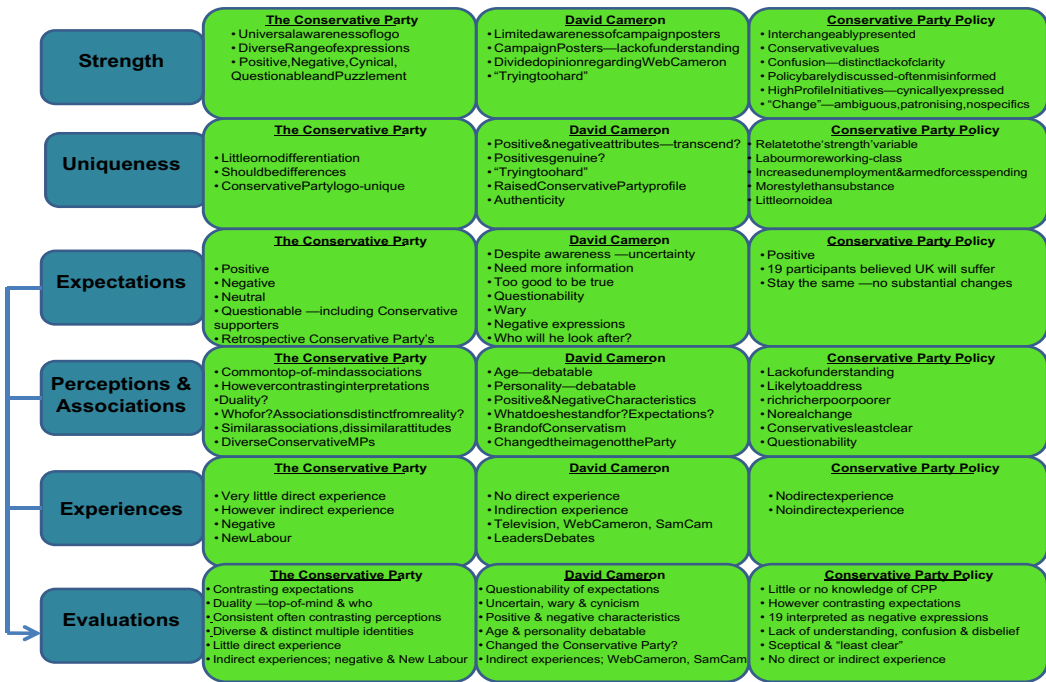 Strength
The Conservative Party
• Universalawarenessoflogo
• DiverseRangeofexpressions
• Positive,Negative,Cynical,
QuestionableandPuzzlement
David Cameron
• Limitedawarenessofcampaignposters
• CampaignPosters—lackofunderstanding
• DividedopinionregardingWebCameron
• “Tryingtoohard”
Conservative Party Policy
• Interchangeablypresented
• Conservativevalues
• Confusion—distinctlackofclarity
• Policybarelydiscussed-oftenmisinformed
• HighProfileInitiatives—cynicallyexpressed
• “Change”—ambiguous,patronising,nospecifics
Uniqueness
The Conservative Party
• Littleornodifferentiation
• Shouldbedifferences
• ConservativePartylogo-unique
David Cameron
• Positive&negativeattributes—transcend?
• Positivesgenuine?
• “Tryingtoohard”
• RaisedConservativePartyprofile
• Authenticity
Conservative Party Policy
• Relatetothe‘strength’variable
• Labourmoreworking-class
• Increasedunemployment&armedforcesspending
• Morestylethansubstance
• Littleornoidea
Expectations
The Conservative Party
• Positive
• Negative
• Neutral
• Questionable —including Conservative
supporters
• Retrospective Conservative Party’s
David Cameron
• Despite awareness —uncertainty
• Need more information
• Too good to be true
• Questionability
• Wary
• Negative expressions
• Who will he look after?
Conservative Party Policy
• Positive
• 19 participants believed UK will suffer
• Stay the same —no substantial changes
Perceptions &
Associations
The Conservative Party
• Commontop-of-mindassociations
• Howevercontrastinginterpretations
• Duality?
• Whofor?Associationsdistinctfromreality?
• Similarassociations,dissimilarattitudes
• DiverseConservativeMPs
David Cameron
• Age—debatable
• Personality—debatable
• Positive&NegativeCharacteristics
• Whatdoeshestandfor?Expectations?
• BrandofConservatism
• ChangedtheimagenottheParty
Conservative Party Policy
• Lackofunderstanding
• Likelytoaddress
• richricherpoorpoorer
• Norealchange
• Conservativesleastclear
• Questionability
Experiences
The Conservative Party
• Very little direct experience
• However indirect experience
• Negative
• NewLabour
David Cameron
• No direct experience
• Indirection experience
• Television, WebCameron, SamCam
• LeadersDebates
Conservative Party Policy
• Nodirectexperience
• Noindirectexperience
Evaluations
The Conservative Party
• Contrasting expectations
• Duality —top-of-mind & who
• Consistent often contrasting perceptions
• Diverse & distinct multiple identities
• Little direct experience
• Indirect experiences; negative & New Labour
David Cameron
• Questionability of expectations
• Uncertain, wary & cynicism
• Positive & negative characteristics
• Age & personality debatable
• Changed the Conservative Party?
• Indirect experiences; WebCameron, SamCam
Conservative Party Policy
• Little or no knowledge of CPP
• However contrasting expectations
• 19 interpreted as negative expressions
• Lack of understanding, confusion & disbelief
• Sceptical & “least clear”
• No direct or indirect experience